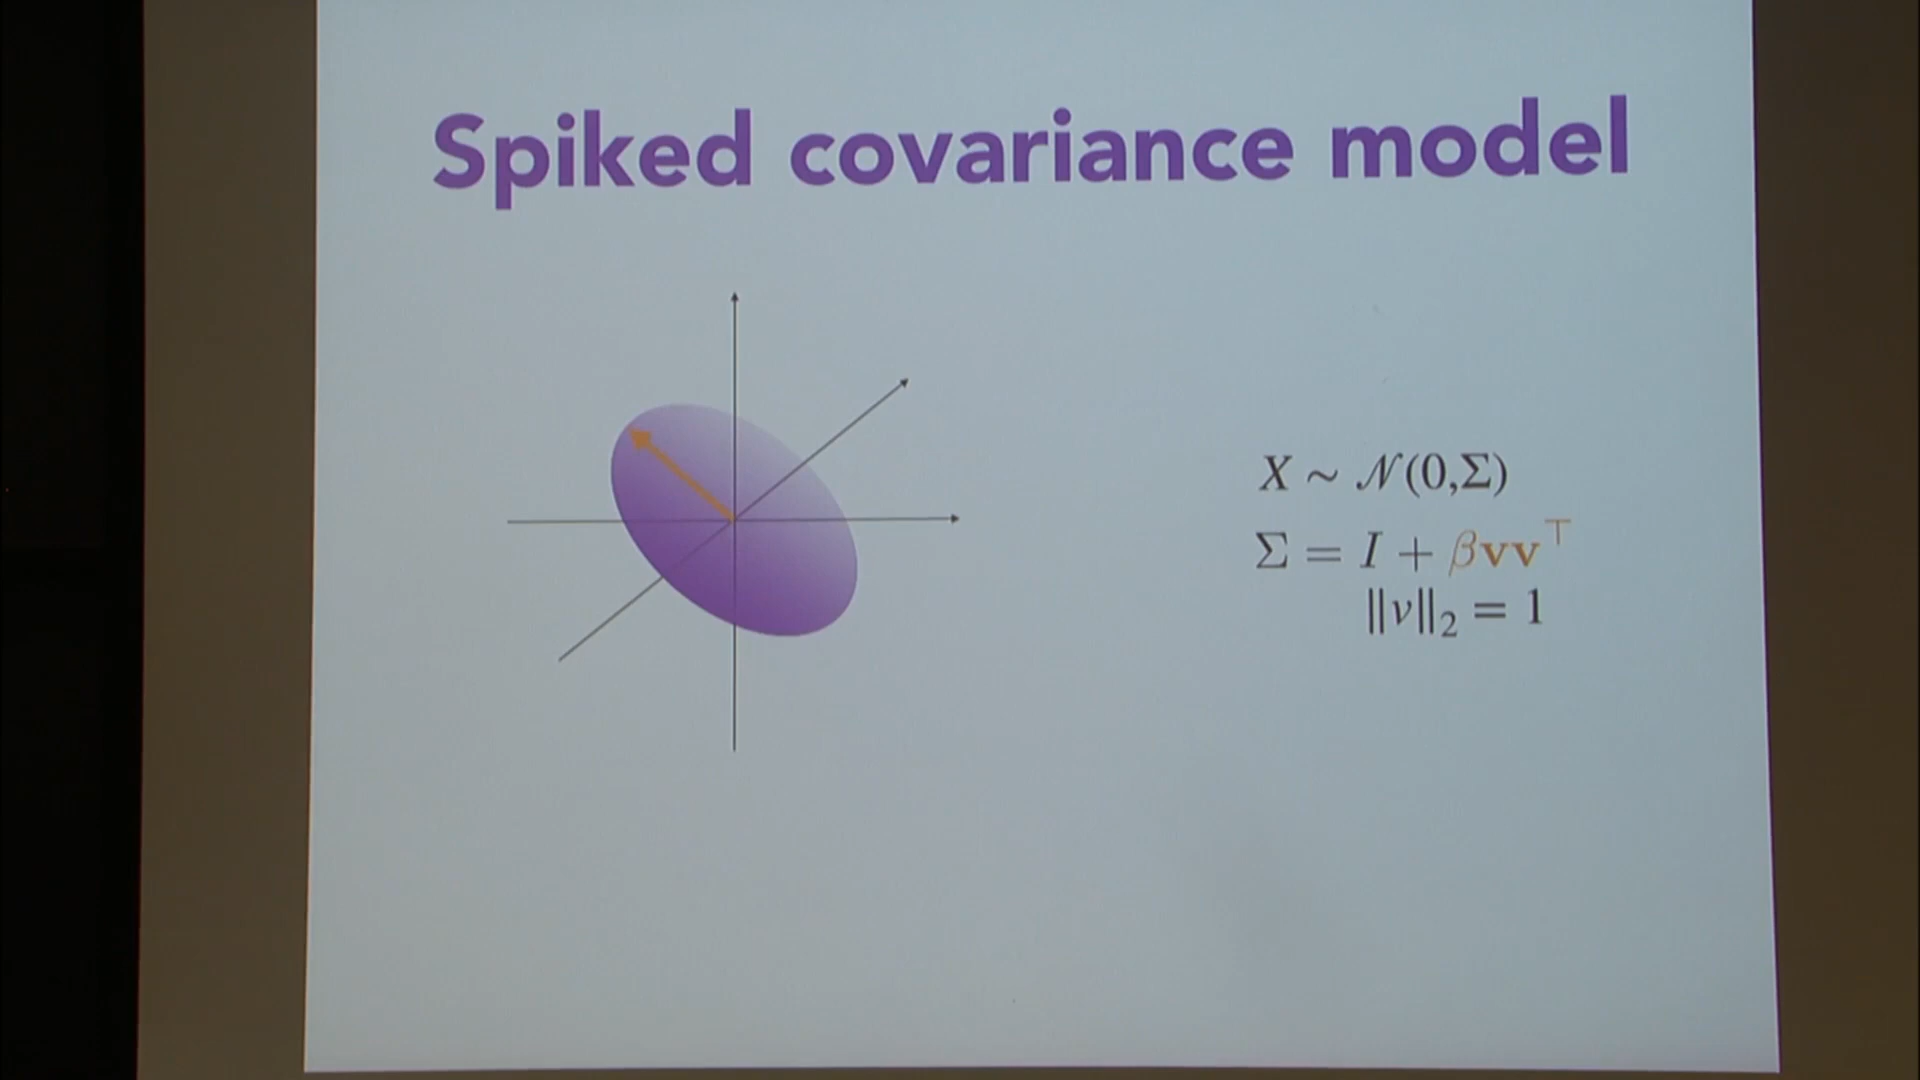 Spiked covariance model
X ∼ 𝒩(0,Σ)
Σ = I + βvv⊤
||v||₂ = 1